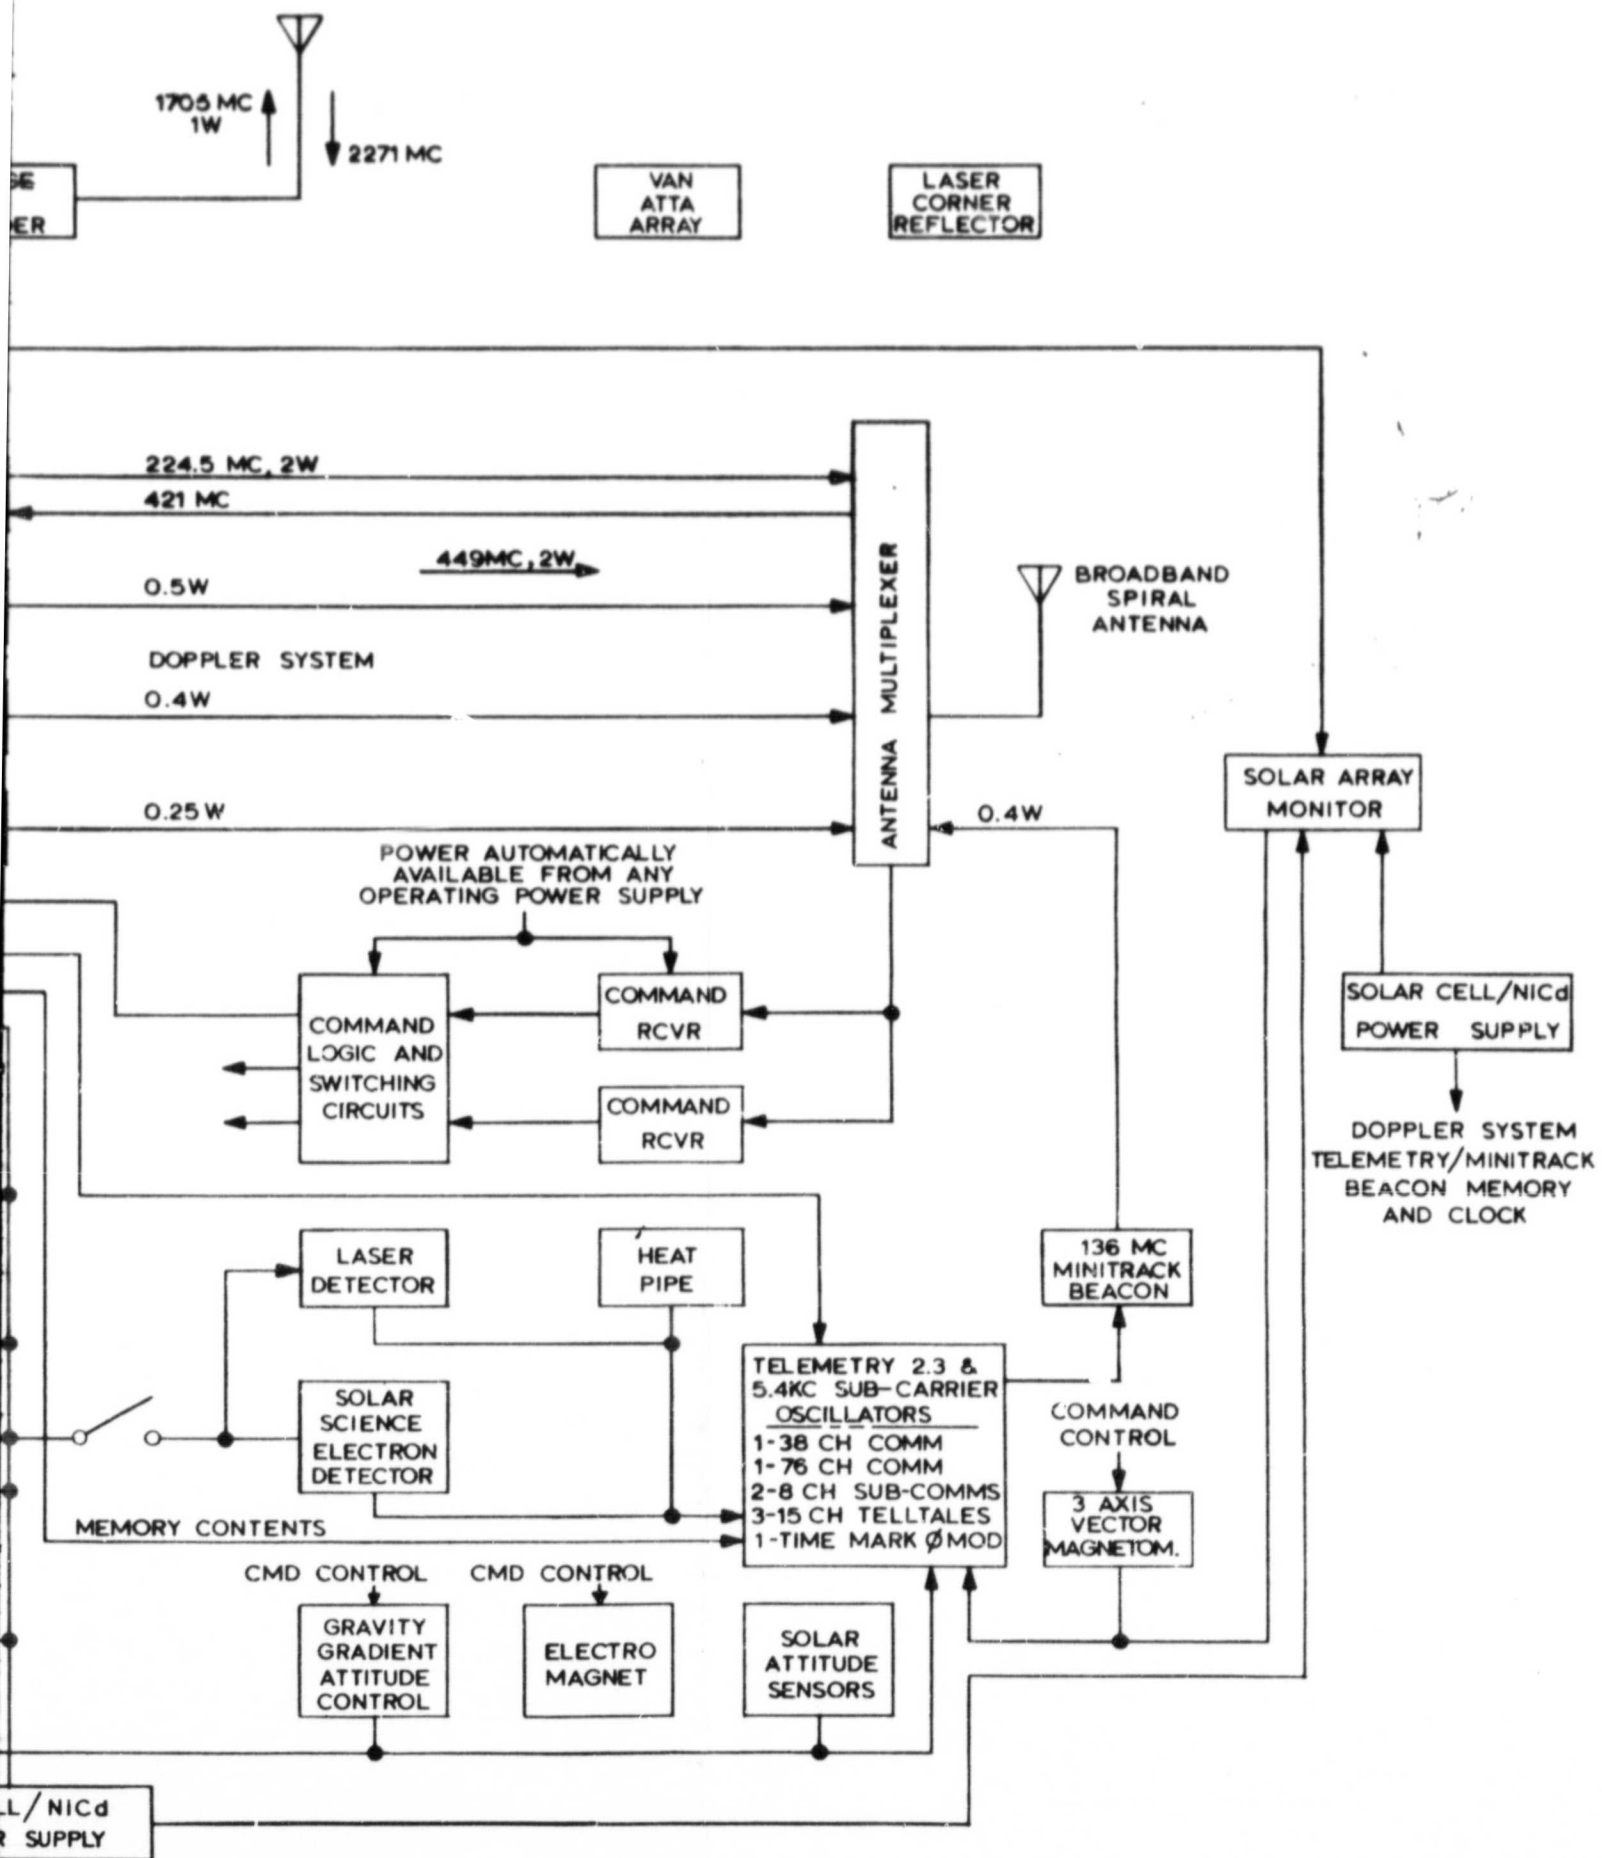 1705 MC
1W
2271 MC
VAN
ATTA
ARRAY
LASER
CORNER
REFLECTOR
224.5 MC, 2W
421 MC
449MC, 2W
0.5W
DOPPLER SYSTEM
0.4W
0.25W
ANTENNA MULTIPLEXER
BROADBAND
SPIRAL
ANTENNA
0.4W
SOLAR ARRAY
MONITOR
POWER AUTOMATICALLY
AVAILABLE FROM ANY
OPERATING POWER SUPPLY
COMMAND
LOGIC AND
SWITCHING
CIRCUITS
COMMAND
RCVR
COMMAND
RCVR
SOLAR CELL/NICd
POWER SUPPLY
DOPPLER SYSTEM
TELEMETRY/MINITRACK
BEACON MEMORY
AND CLOCK
LASER
DETECTOR
HEAT
PIPE
136 MC
MINITRACK
BEACON
SOLAR
SCIENCE
ELECTRON
DETECTOR
TELEMETRY 2.3 &
5.4KC SUB-CARRIER
OSCILLATORS
1-38 CH COMM
1-76 CH COMM
2-8 CH SUB-COMMS
3-15 CH TELLTALES
1-TIME MARK Ø MOD
COMMAND
CONTROL
3 AXIS
VECTOR
MAGNETOM.
MEMORY CONTENTS
CMD CONTROL
CMD CONTROL
GRAVITY
GRADIENT
ATTITUDE
CONTROL
ELECTRO
MAGNET
SOLAR
ATTITUDE
SENSORS
LL/NICd
R SUPPLY